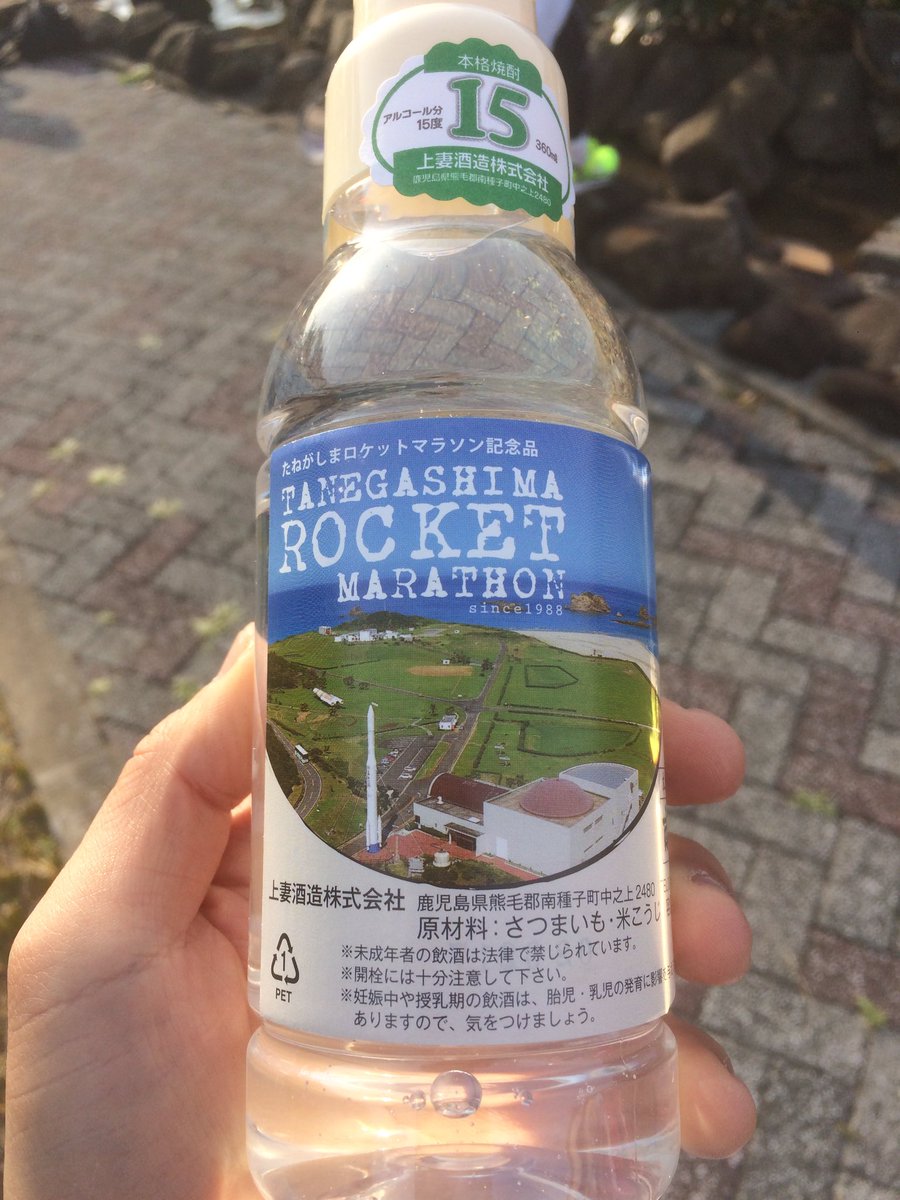 本格焼酎
アルコール分
15度
15
360ml
上妻酒造株式会社
鹿児島県熊毛郡南種子町中之上2480
たねがしまロケットマラソン記念品
TANEGASHIMA
ROCKET
MARATHON
since1988
上妻酒造株式会社 鹿児島県熊毛郡南種子町中之上2480
原材料:さつまいも・米こうじ
※未成年者の飲酒は法律で禁じられています。
※開栓には十分注意して下さい。
※妊娠中や授乳期の飲酒は、胎児・乳児の発育に影響を
ありますので、気をつけましょう。
1
PET